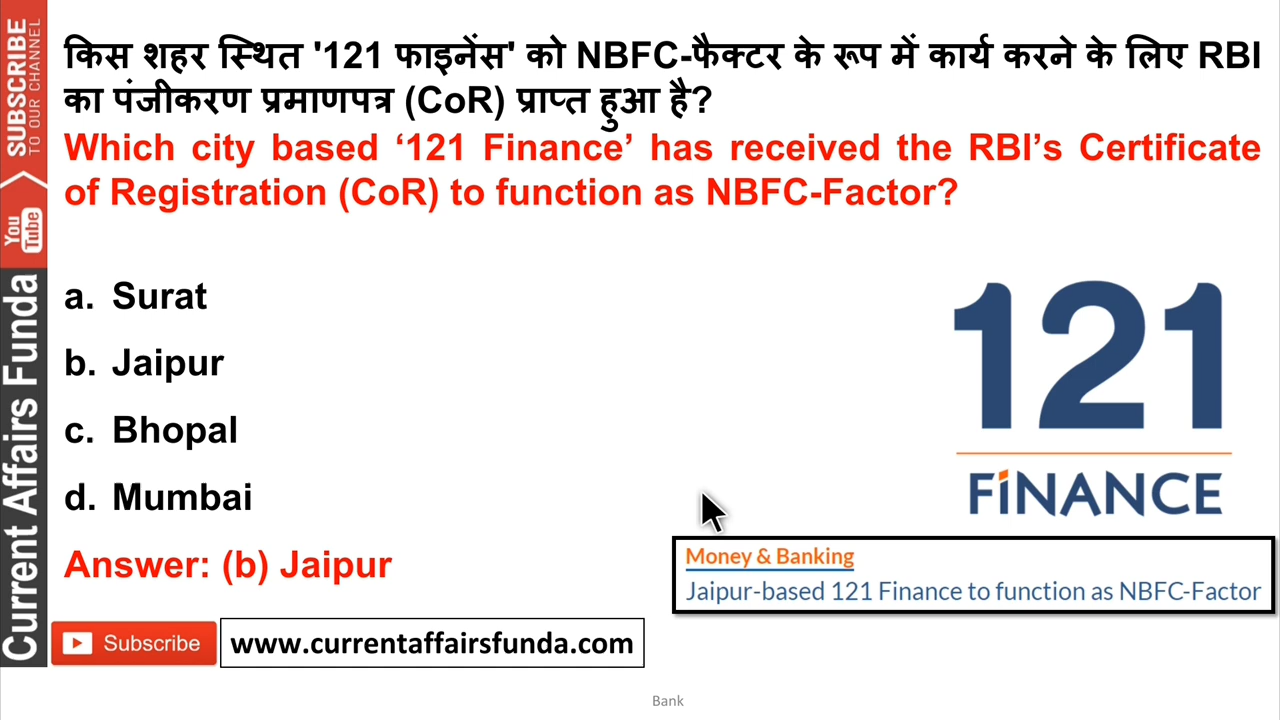 किस शहर स्थित '121 फाइनेंस' को NBFC-फैक्टर के रूप में कार्य करने के लिए RBI
का पंजीकरण प्रमाणपत्र (CoR) प्राप्त हुआ है?
Which city based ‘121 Finance’ has received the RBI’s Certificate
of Registration (CoR) to function as NBFC-Factor?
a. Surat
b. Jaipur
c. Bhopal
d. Mumbai
Answer: (b) Jaipur
121
FINANCE
Money & Banking
Jaipur-based 121 Finance to function as NBFC-Factor
Subscribe
www.currentaffairsfunda.com
Bank
SUBSCRIBE
TO OUR CHANNEL
You
Tube
Current Affairs Funda